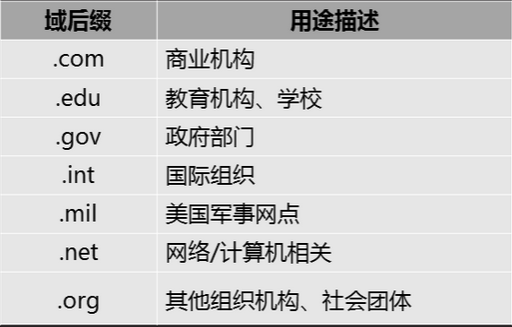 域后缀 用途描述
.com 商业机构
.edu 教育机构、学校
.gov 政府部门
.int 国际组织
.mil 美国军事网点
.net 网络/计算机相关
.org 其他组织机构、社会团体